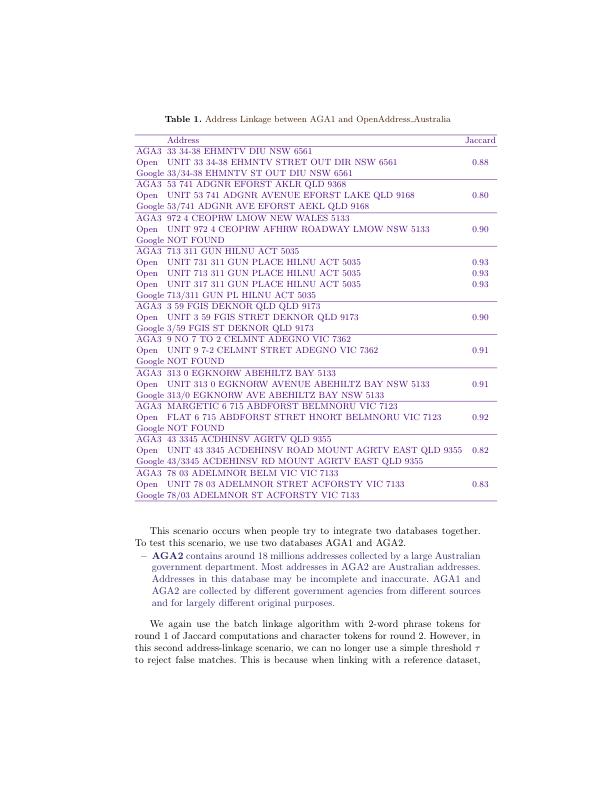 Table 1. Address Linkage between AGA1 and OpenAddress_Australia
Address Jaccard
AGA3 33 34-38 EHMNTV DIU NSW 6561
Open UNIT 33 34-38 EHMNTV STRET OUT DIR NSW 6561 0.88
Google 33/34-38 EHMNTV ST OUT DIU NSW 6561
AGA3 53 741 ADGNR EFORST AKLR QLD 9368
Open UNIT 53 741 ADGNR AVENUE EFORST LAKE QLD 9168 0.80
Google 53/741 ADGNR AVE EFORST AEKL QLD 9168
AGA3 972 4 CEOPRW LMOW NEW WALES 5133
Open UNIT 972 4 CEOPRW AFHRW ROADWAY LMOW NSW 5133 0.90
Google NOT FOUND
AGA3 713 311 GUN HILNU ACT 5035
Open UNIT 731 311 GUN PLACE HILNU ACT 5035 0.93
Open UNIT 713 311 GUN PLACE HILNU ACT 5035 0.93
Open UNIT 317 311 GUN PLACE HILNU ACT 5035 0.93
Google 713/311 GUN PL HILNU ACT 5035
AGA3 3 59 FGIS DEKNOR QLD QLD 9173
Open UNIT 3 59 FGIS STRET DEKNOR QLD 9173 0.90
Google 3/59 FGIS ST DEKNOR QLD 9173
AGA3 9 NO 7 TO 2 CELMNT ADEGNO VIC 7362
Open UNIT 9 7-2 CELMNT STRET ADEGNO VIC 7362 0.91
Google NOT FOUND
AGA3 313 0 EGKNORW ABEHILTZ BAY 5133
Open UNIT 313 0 EGKNORW AVENUE ABEHILTZ BAY NSW 5133 0.91
Google 313/0 EGKNORW AVE ABEHILTZ BAY NSW 5133
AGA3 MARGETIC 6 715 ABDFORST BELMNORU VIC 7123
Open FLAT 6 715 ABDFORST STRET HNORT BELMNORU VIC 7123 0.92
Google NOT FOUND
AGA3 43 3345 ACDHINSV AGRTV QLD 9355
Open UNIT 43 3345 ACDEHINSV ROAD MOUNT AGRTV EAST QLD 9355 0.82
Google 43/3345 ACDEHINSV RD MOUNT AGRTV EAST QLD 9355
AGA3 78 03 ADELMNOR BELM VIC VIC 7133
Open UNIT 78 03 ADELMNOR STRET ACFORSTY VIC 7133 0.83
Google 78/03 ADELMNOR ST ACFORSTY VIC 7133
This scenario occurs when people try to integrate two databases together.
To test this scenario, we use two databases AGA1 and AGA2.
– AGA2 contains around 18 millions addresses collected by a large Australian
government department. Most addresses in AGA2 are Australian addresses.
Addresses in this database may be incomplete and inaccurate. AGA1 and
AGA2 are collected by different government agencies from different sources
and for largely different original purposes.
We again use the batch linkage algorithm with 2-word phrase tokens for
round 1 of Jaccard computations and character tokens for round 2. However, in
this second address-linkage scenario, we can no longer use a simple threshold τ
to reject false matches. This is because when linking with a reference dataset,